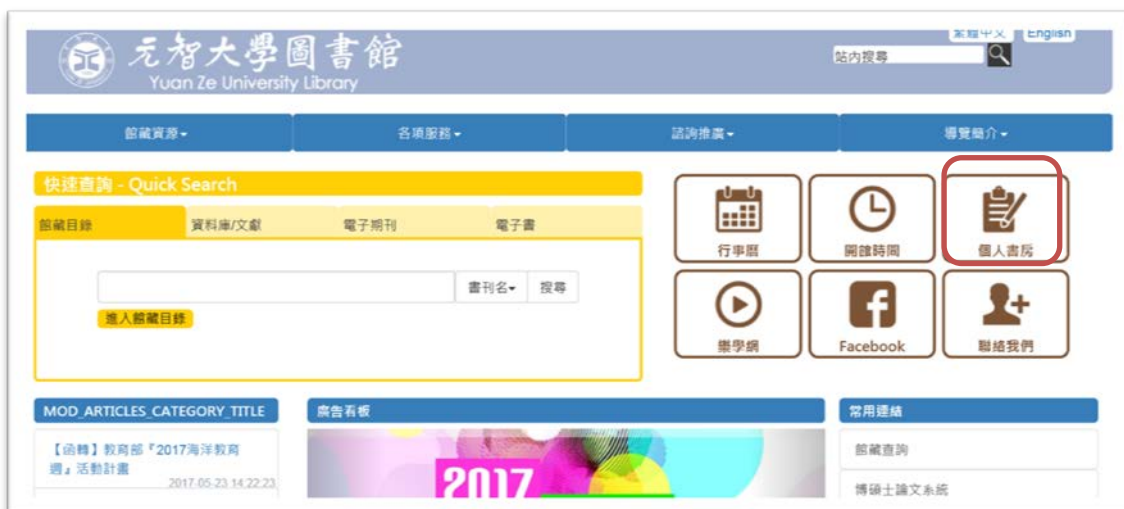 元智大學圖書館
Yuan Ze University Library
繁體中文 English
站內搜尋
館藏資源 各項服務 諮詢推廣 導覽簡介
快速查詢 - Quick Search
館藏目錄 資料庫/文獻 電子期刊 電子書
書刊名 搜尋
進入館藏目錄
行事曆 開館時間 個人書房
樂學網 Facebook 聯絡我們
MOD_ARTICLES_CATEGORY_TITLE
【函轉】教育部『2017海洋教育
週』活動計畫
2017-05-23 14:22:23
廣告看板
2017
常用連結
館藏查詢
博碩士論文系統